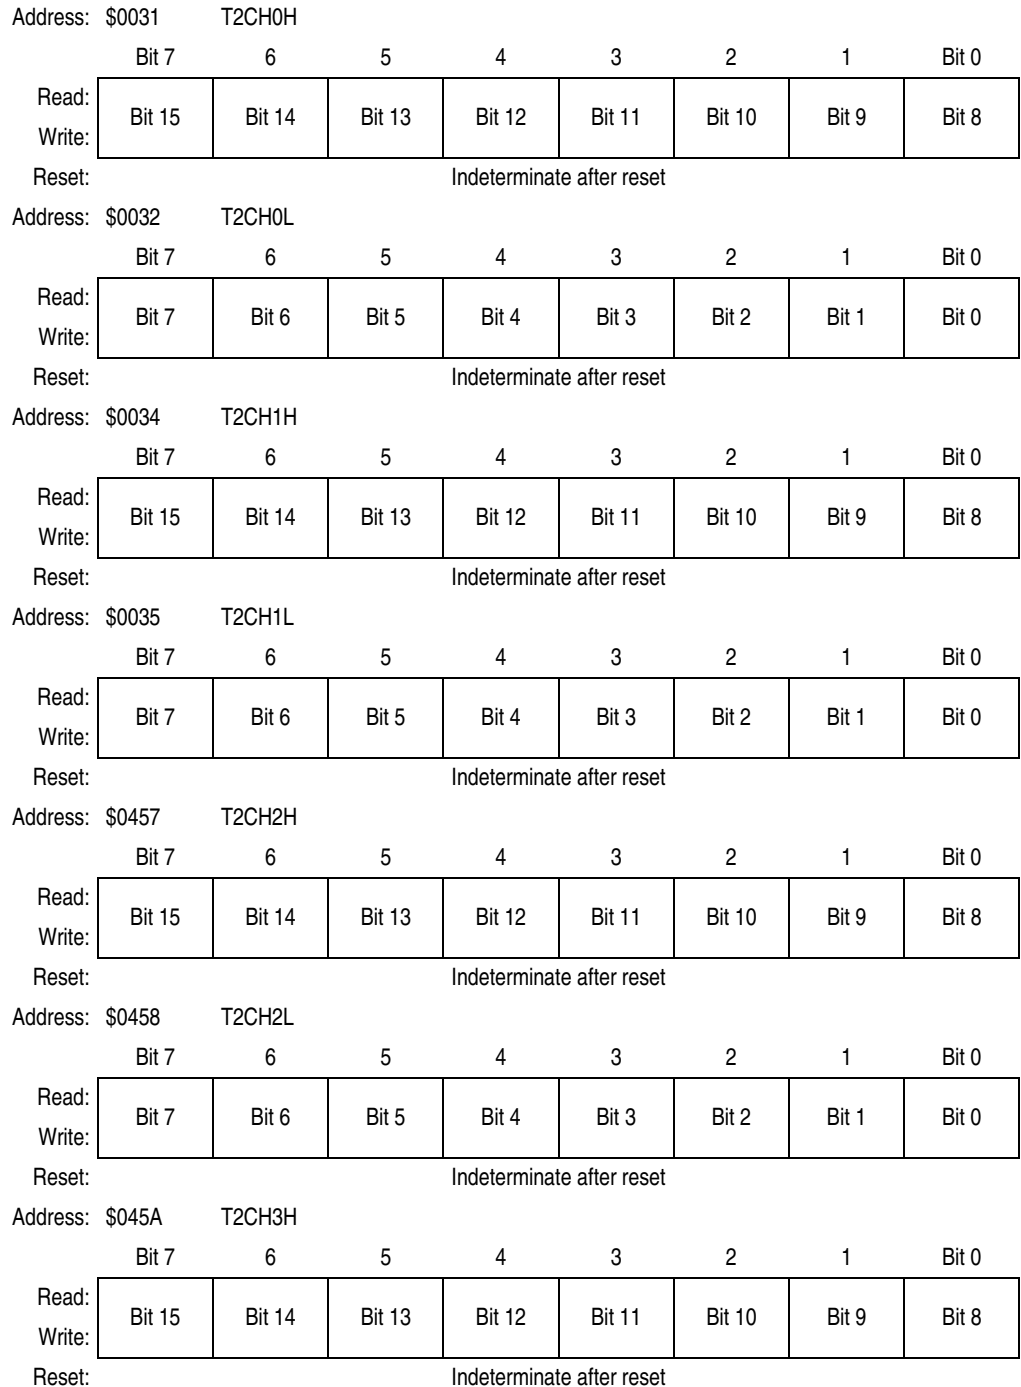 Address: $0031 T2CH0H
Bit 7 6 5 4 3 2 1 Bit 0
Read:
Bit 15 Bit 14 Bit 13 Bit 12 Bit 11 Bit 10 Bit 9 Bit 8
Write:
Reset: Indeterminate after reset
Address: $0032 T2CH0L
Bit 7 6 5 4 3 2 1 Bit 0
Read:
Bit 7 Bit 6 Bit 5 Bit 4 Bit 3 Bit 2 Bit 1 Bit 0
Write:
Reset: Indeterminate after reset
Address: $0034 T2CH1H
Bit 7 6 5 4 3 2 1 Bit 0
Read:
Bit 15 Bit 14 Bit 13 Bit 12 Bit 11 Bit 10 Bit 9 Bit 8
Write:
Reset: Indeterminate after reset
Address: $0035 T2CH1L
Bit 7 6 5 4 3 2 1 Bit 0
Read:
Bit 7 Bit 6 Bit 5 Bit 4 Bit 3 Bit 2 Bit 1 Bit 0
Write:
Reset: Indeterminate after reset
Address: $0457 T2CH2H
Bit 7 6 5 4 3 2 1 Bit 0
Read:
Bit 15 Bit 14 Bit 13 Bit 12 Bit 11 Bit 10 Bit 9 Bit 8
Write:
Reset: Indeterminate after reset
Address: $0458 T2CH2L
Bit 7 6 5 4 3 2 1 Bit 0
Read:
Bit 7 Bit 6 Bit 5 Bit 4 Bit 3 Bit 2 Bit 1 Bit 0
Write:
Reset: Indeterminate after reset
Address: $045A T2CH3H
Bit 7 6 5 4 3 2 1 Bit 0
Read:
Bit 15 Bit 14 Bit 13 Bit 12 Bit 11 Bit 10 Bit 9 Bit 8
Write:
Reset: Indeterminate after reset